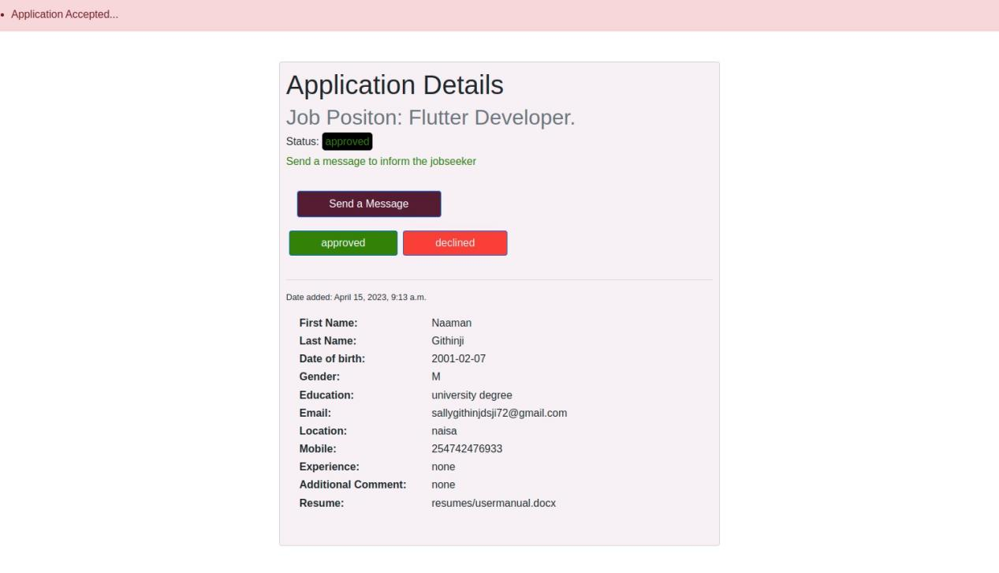 Application Accepted...
Application Details
Job Positon: Flutter Developer.
Status: approved
Send a message to inform the jobseeker
Send a Message
approved declined
Date added: April 15, 2023, 9:13 a.m.
First Name: Naaman
Last Name: Githinji
Date of birth: 2001-02-07
Gender: M
Education: university degree
Email: sallygithinjdsji72@gmail.com
Location: naisa
Mobile: 254742476933
Experience: none
Additional Comment: none
Resume: resumes/usermanual.docx